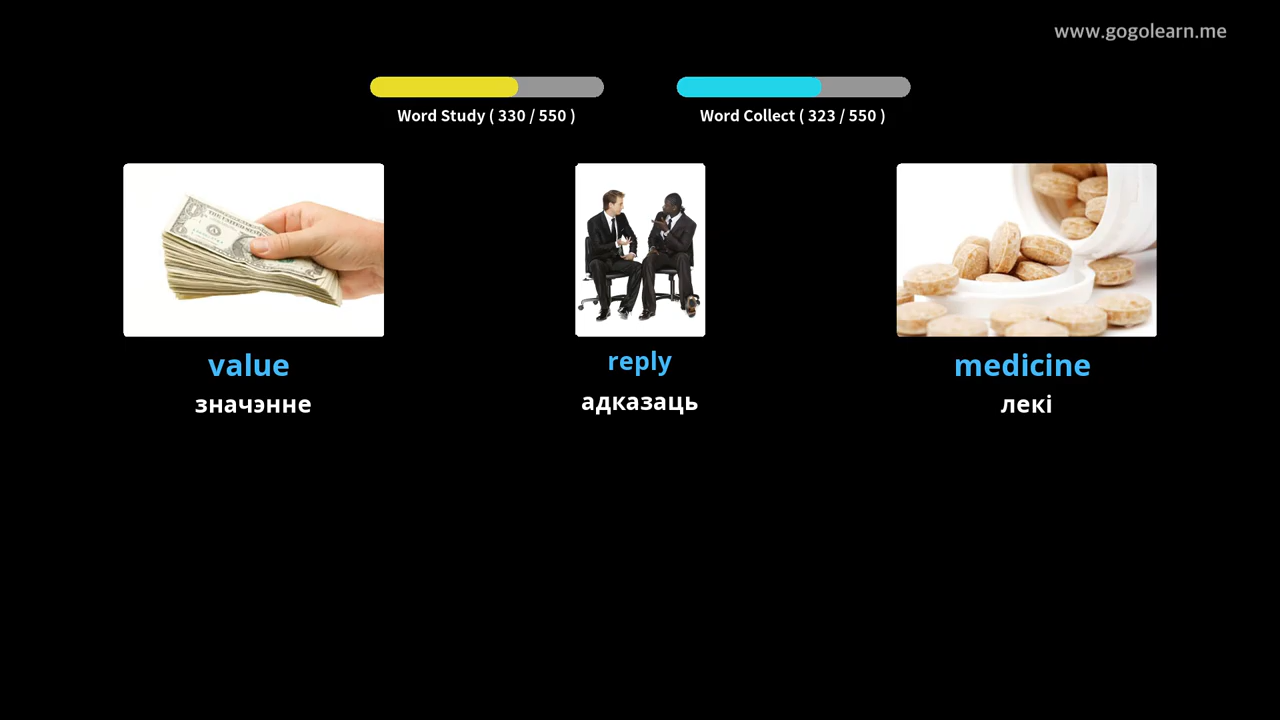 www.gogolearn.me
Word Study ( 330 / 550 )
Word Collect ( 323 / 550 )
value
reply
medicine
значэнне
адказаць
лекі